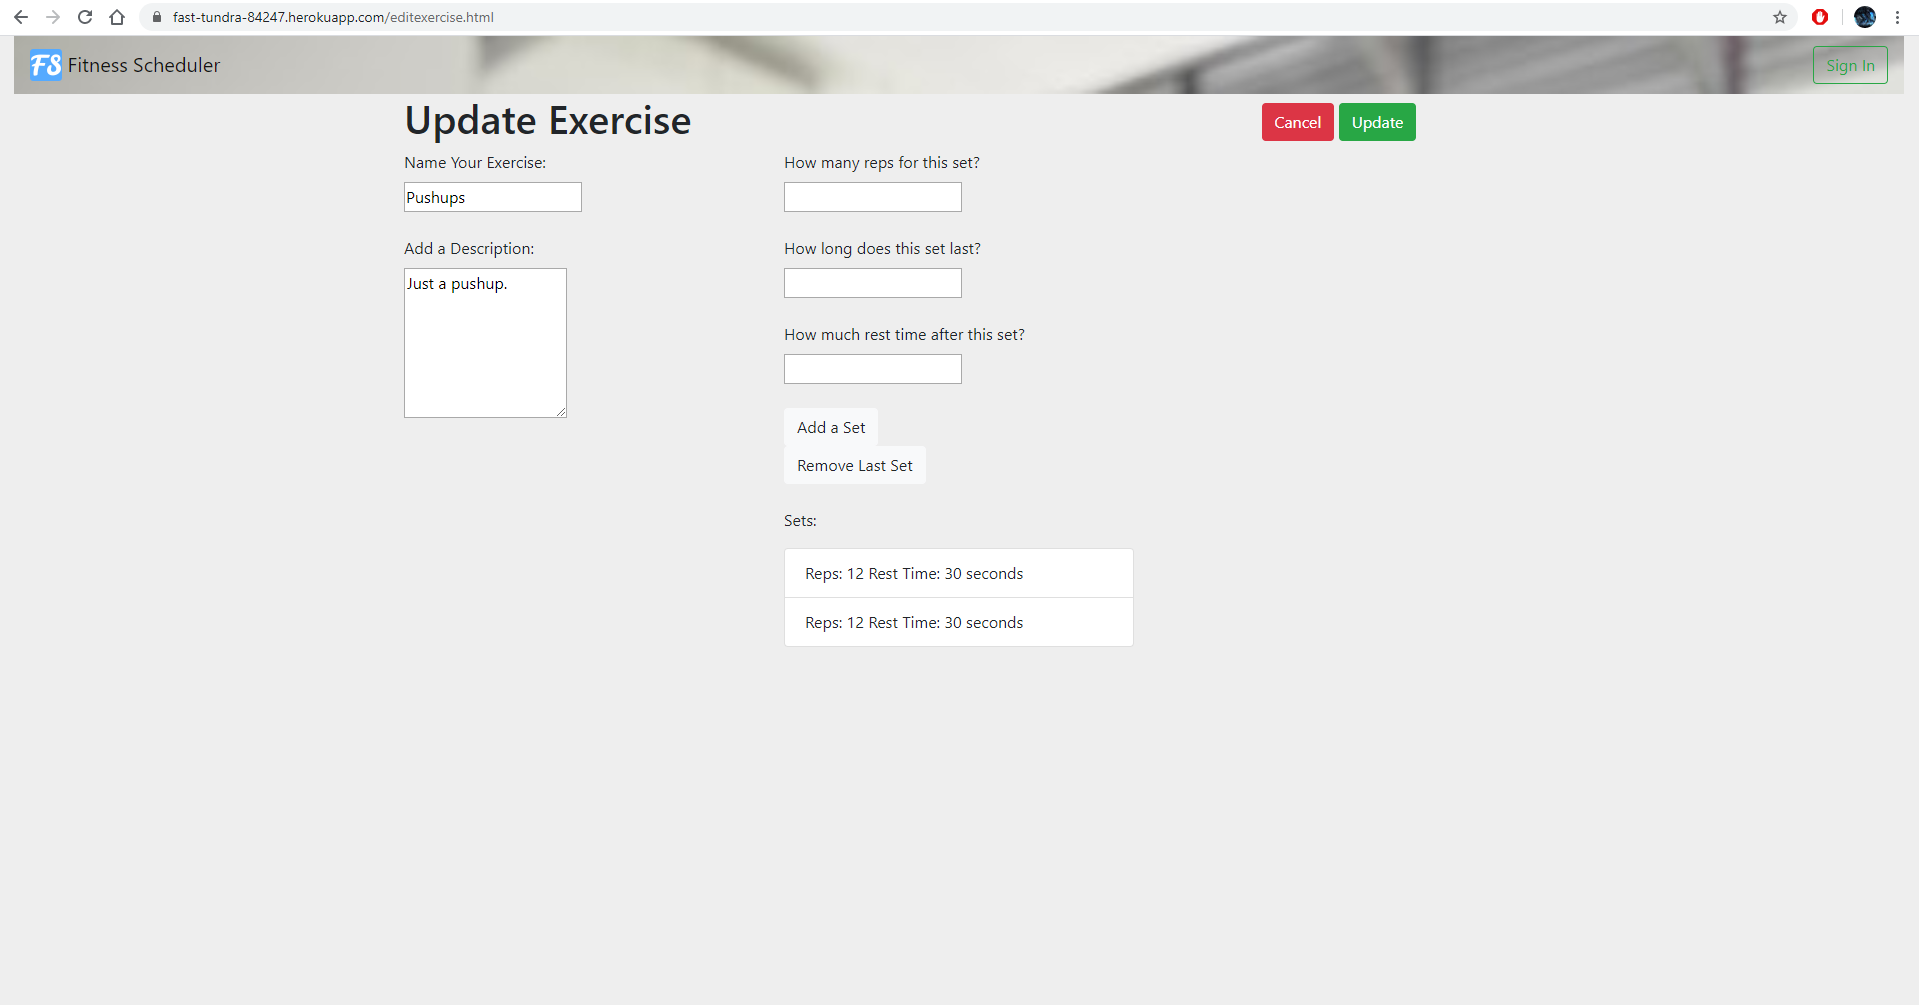 fast-tundra-84247.herokuapp.com/editexercise.html
FS Fitness Scheduler
Sign In
Update Exercise
Cancel
Update
Name Your Exercise:
Pushups
Add a Description:
Just a pushup.
How many reps for this set?
How long does this set last?
How much rest time after this set?
Add a Set
Remove Last Set
Sets:
Reps: 12 Rest Time: 30 seconds
Reps: 12 Rest Time: 30 seconds